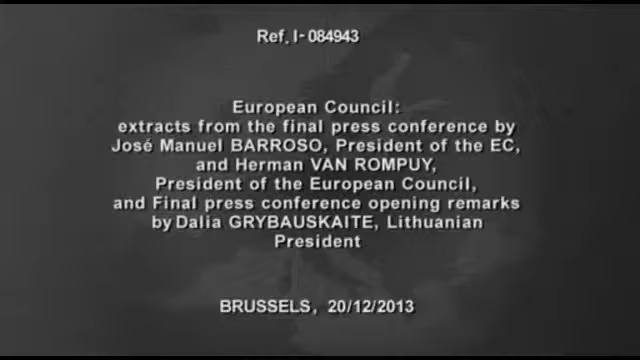 Ref. I- 084943
European Council:
extracts from the final press conference by
José Manuel BARROSO, President of the EC,
and Herman VAN ROMPUY,
President of the European Council,
and Final press conference opening remarks
by Dalia GRYBAUSKAITE, Lithuanian
President
BRUSSELS, 20/12/2013